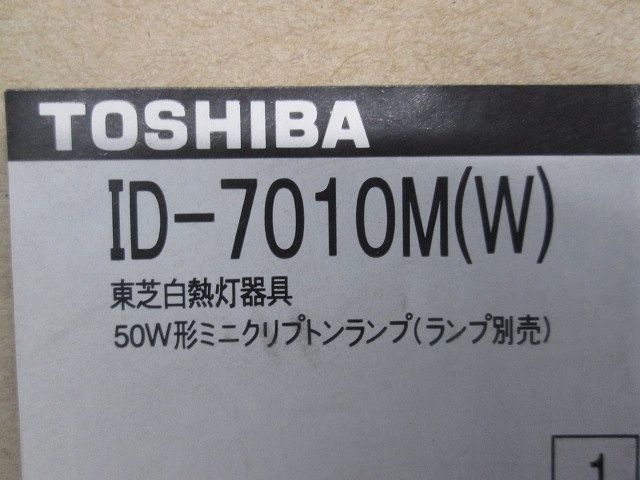 TOSHIBA
ID-7010M(W)
東芝白熱灯器具
50W形ミニクリプトンランプ(ランプ別売)
1